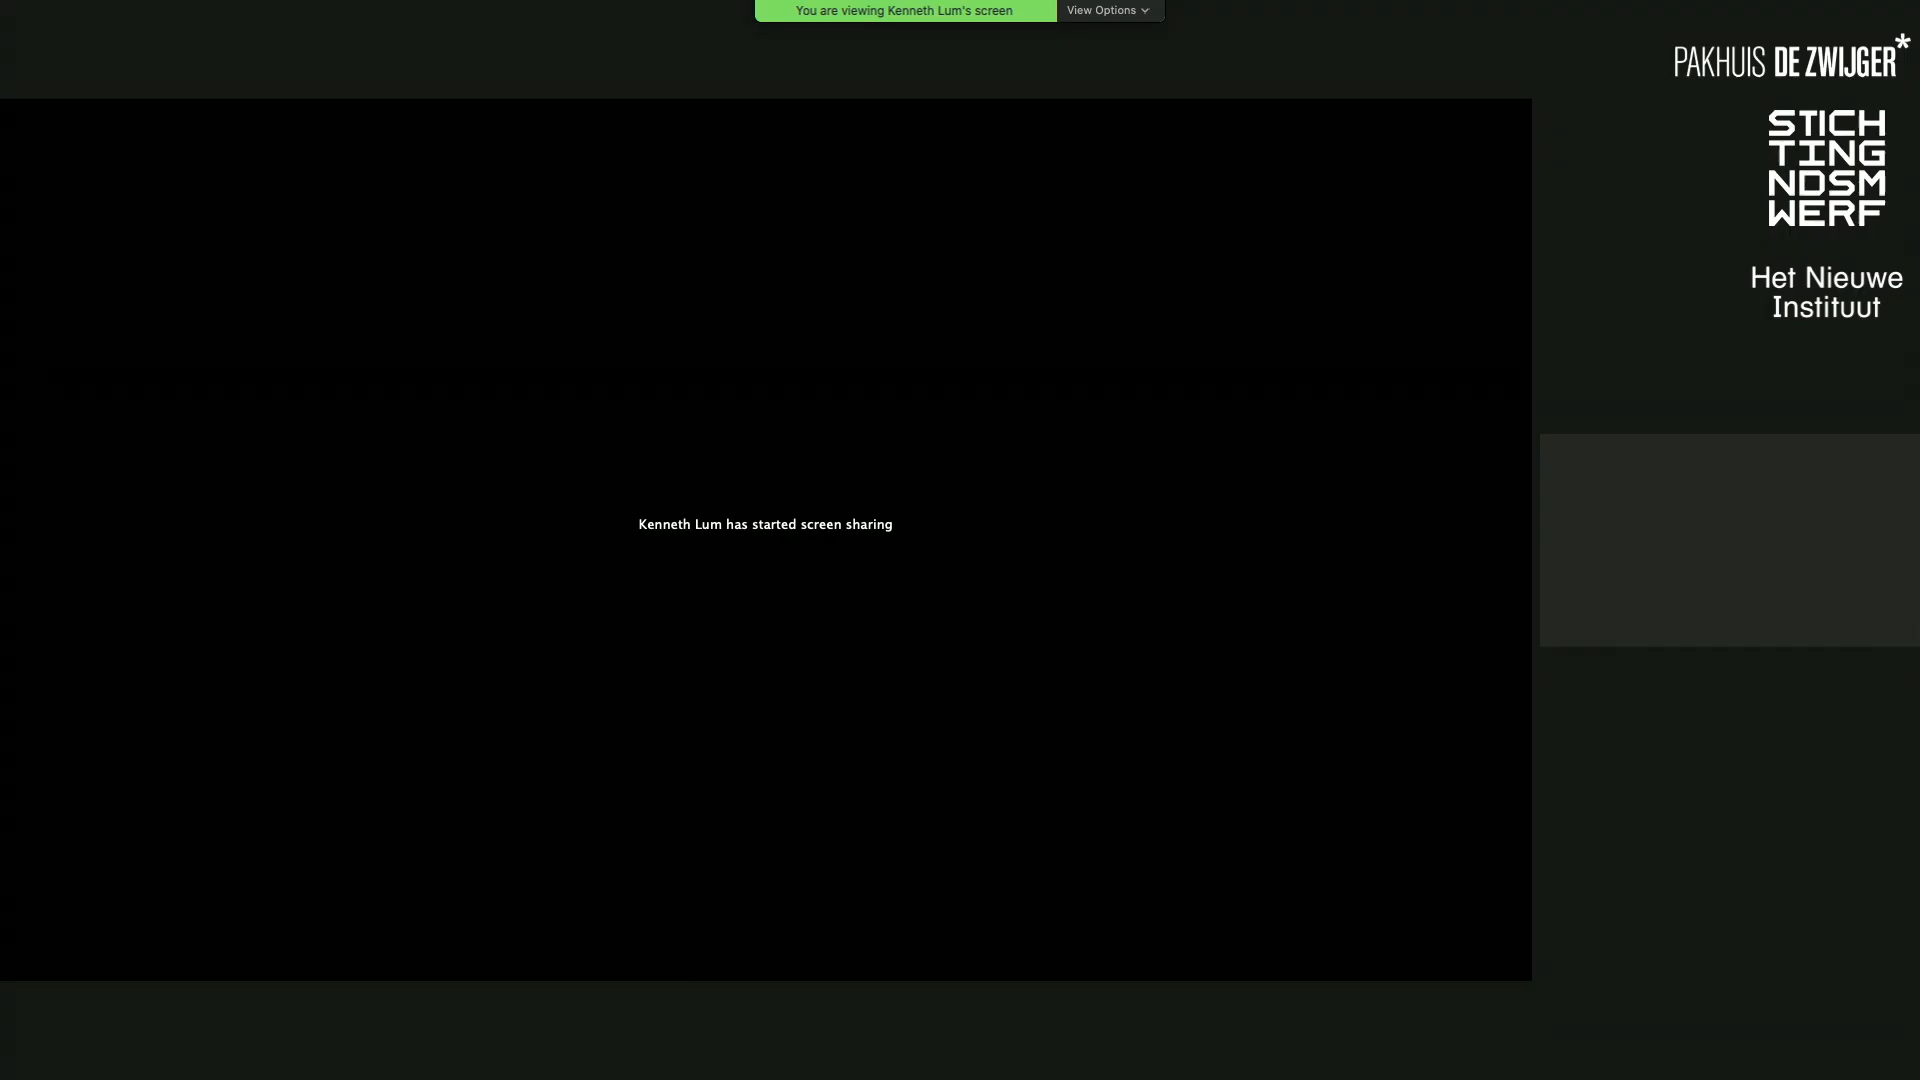 You are viewing Kenneth Lum's screen
View Options
PAKHUIS DE ZWIJGER*
STICH
TING
NDSM
WERF
Het Nieuwe
Instituut
Kenneth Lum has started screen sharing